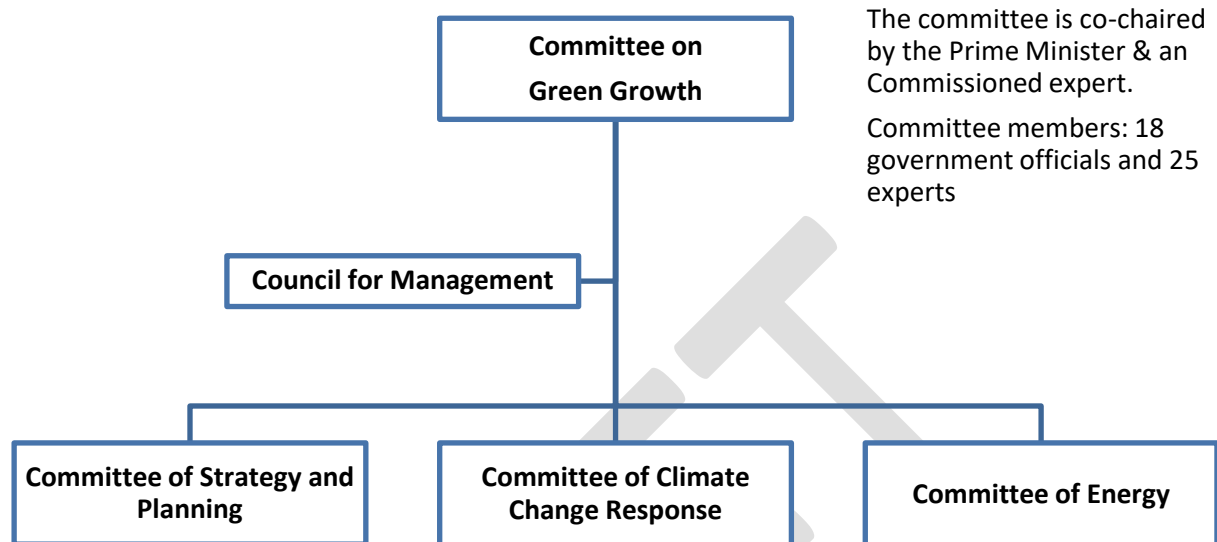 Committee on
Green Growth
The committee is co-chaired
by the Prime Minister & an
Commissioned expert.
Committee members: 18
government officials and 25
experts
Council for Management
Committee of Strategy and
Planning
Committee of Climate
Change Response
Committee of Energy